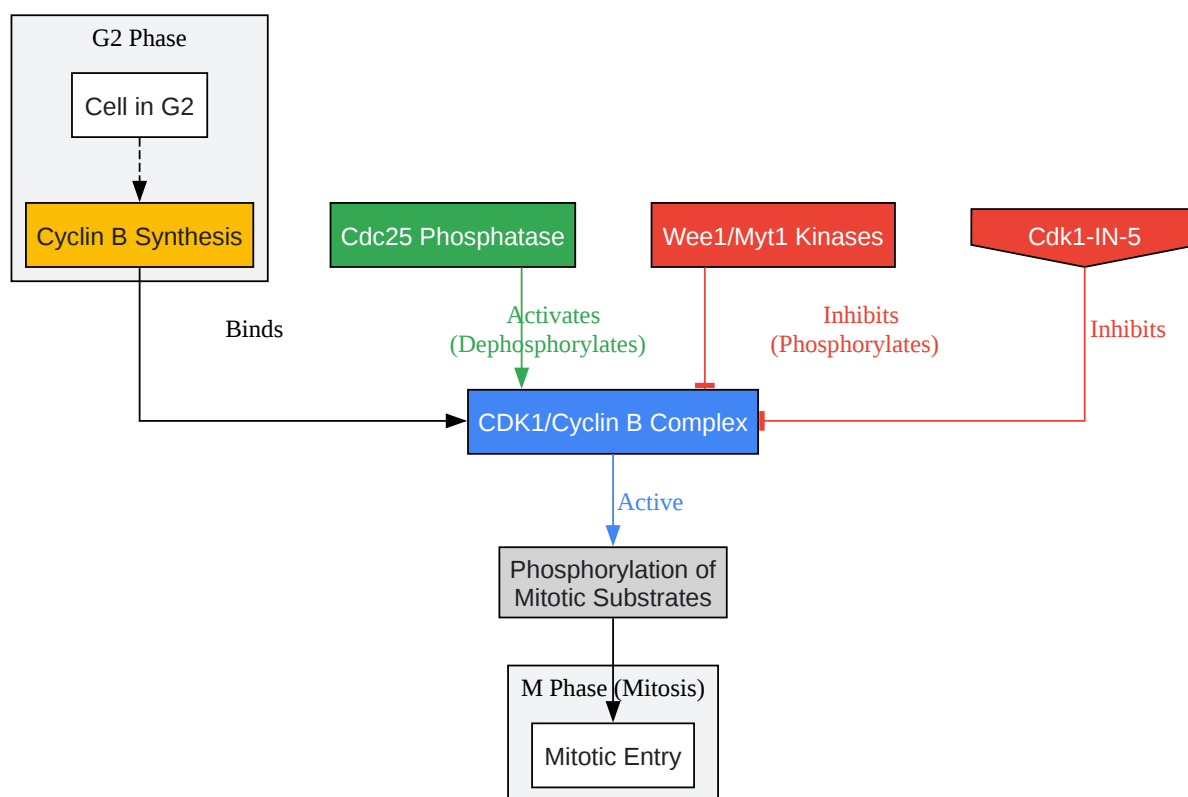 G2 Phase
Cell in G2
Cyclin B Synthesis
Cdc25 Phosphatase
Wee1/Myt1 Kinases
Cdk1-IN-5
Binds
Activates
(Dephosphorylates)
Inhibits
(Phosphorylates)
Inhibits
CDK1/Cyclin B Complex
Active
Phosphorylation of
Mitotic Substrates
M Phase (Mitosis)
Mitotic Entry